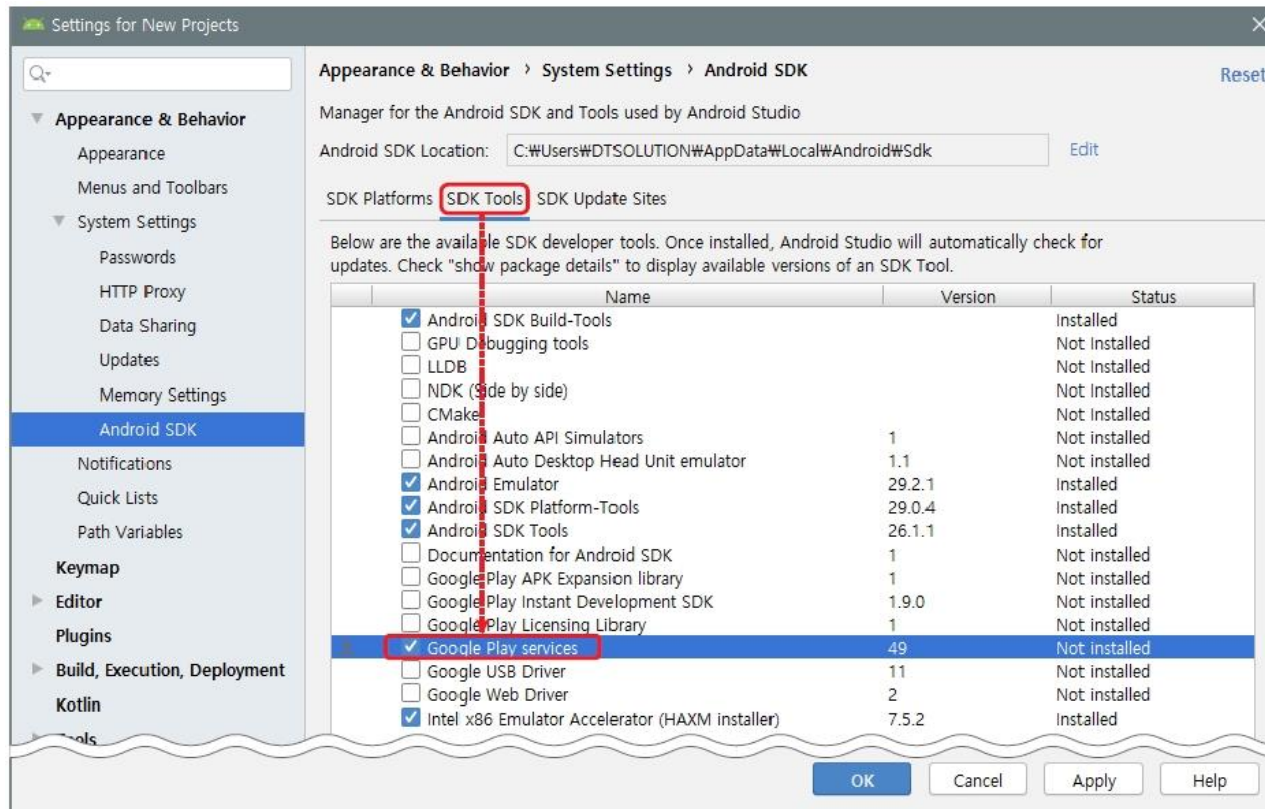 Settings for New Projects
Appearance & Behavior
Appearance
Menus and Toolbars
System Settings
Passwords
HTTP Proxy
Data Sharing
Updates
Memory Settings
Android SDK
Notifications
Quick Lists
Path Variables
Keymap
Editor
Plugins
Build, Execution, Deployment
Kotlin
Appearance & Behavior › System Settings › Android SDK
Reset
Manager for the Android SDK and Tools used by Android Studio
Android SDK Location: C:₩Users₩DTSOLUTION₩AppData₩Local₩Android₩Sdk Edit
SDK Platforms SDK Tools SDK Update Sites
Below are the available SDK developer tools. Once installed, Android Studio will automatically check for
updates. Check "show package details" to display available versions of an SDK Tool.
Name Version Status
Android SDK Build-Tools Installed
GPU Debugging tools Not Installed
LLDB Not Installed
NDK (Side by side) Not Installed
CMake Not Installed
Android Auto API Simulators 1 Not installed
Android Auto Desktop Head Unit emulator 1.1 Not installed
Android Emulator 29.2.1 Installed
Android SDK Platform-Tools 29.0.4 Installed
Android SDK Tools 26.1.1 Installed
Documentation for Android SDK 1 Not installed
Google Play APK Expansion library 1 Not installed
Google Play Instant Development SDK 1.9.0 Not installed
Google Play Licensing Library 1 Not installed
Google Play services 49 Not installed
Google USB Driver 11 Not installed
Google Web Driver 2 Not installed
Intel x86 Emulator Accelerator (HAXM installer) 7.5.2 Installed
OK Cancel Apply Help